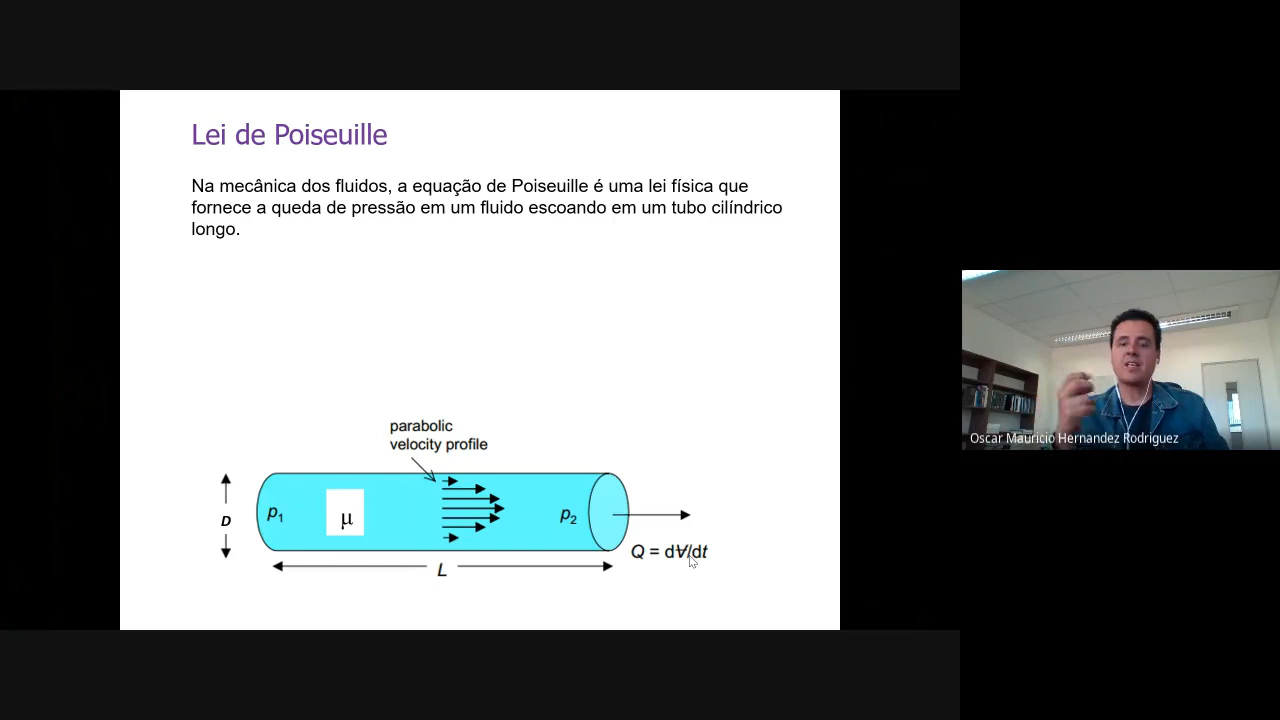 Lei de Poiseuille
Na mecânica dos fluidos, a equação de Poiseuille é uma lei física que
fornece a queda de pressão em um fluido escoando em um tubo cilíndrico
longo.
parabolic
velocity profile
D
p1
μ
p2
L
Q = dV/dt
Oscar Mauricio Hernandez Rodriguez